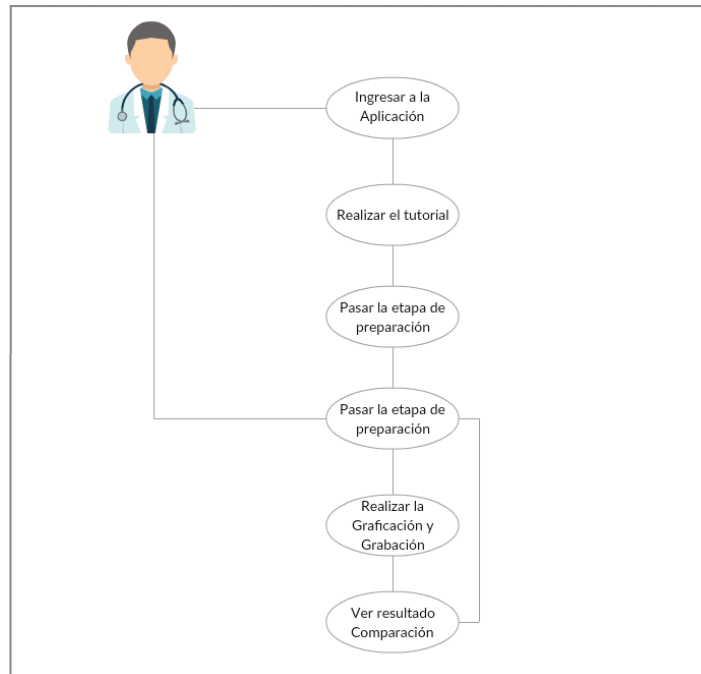 Ingresar a la
Aplicación
Realizar el tutorial
Pasar la etapa de
preparación
Pasar la etapa de
preparación
Realizar la
Graficación y
Grabación
Ver resultado
Comparación